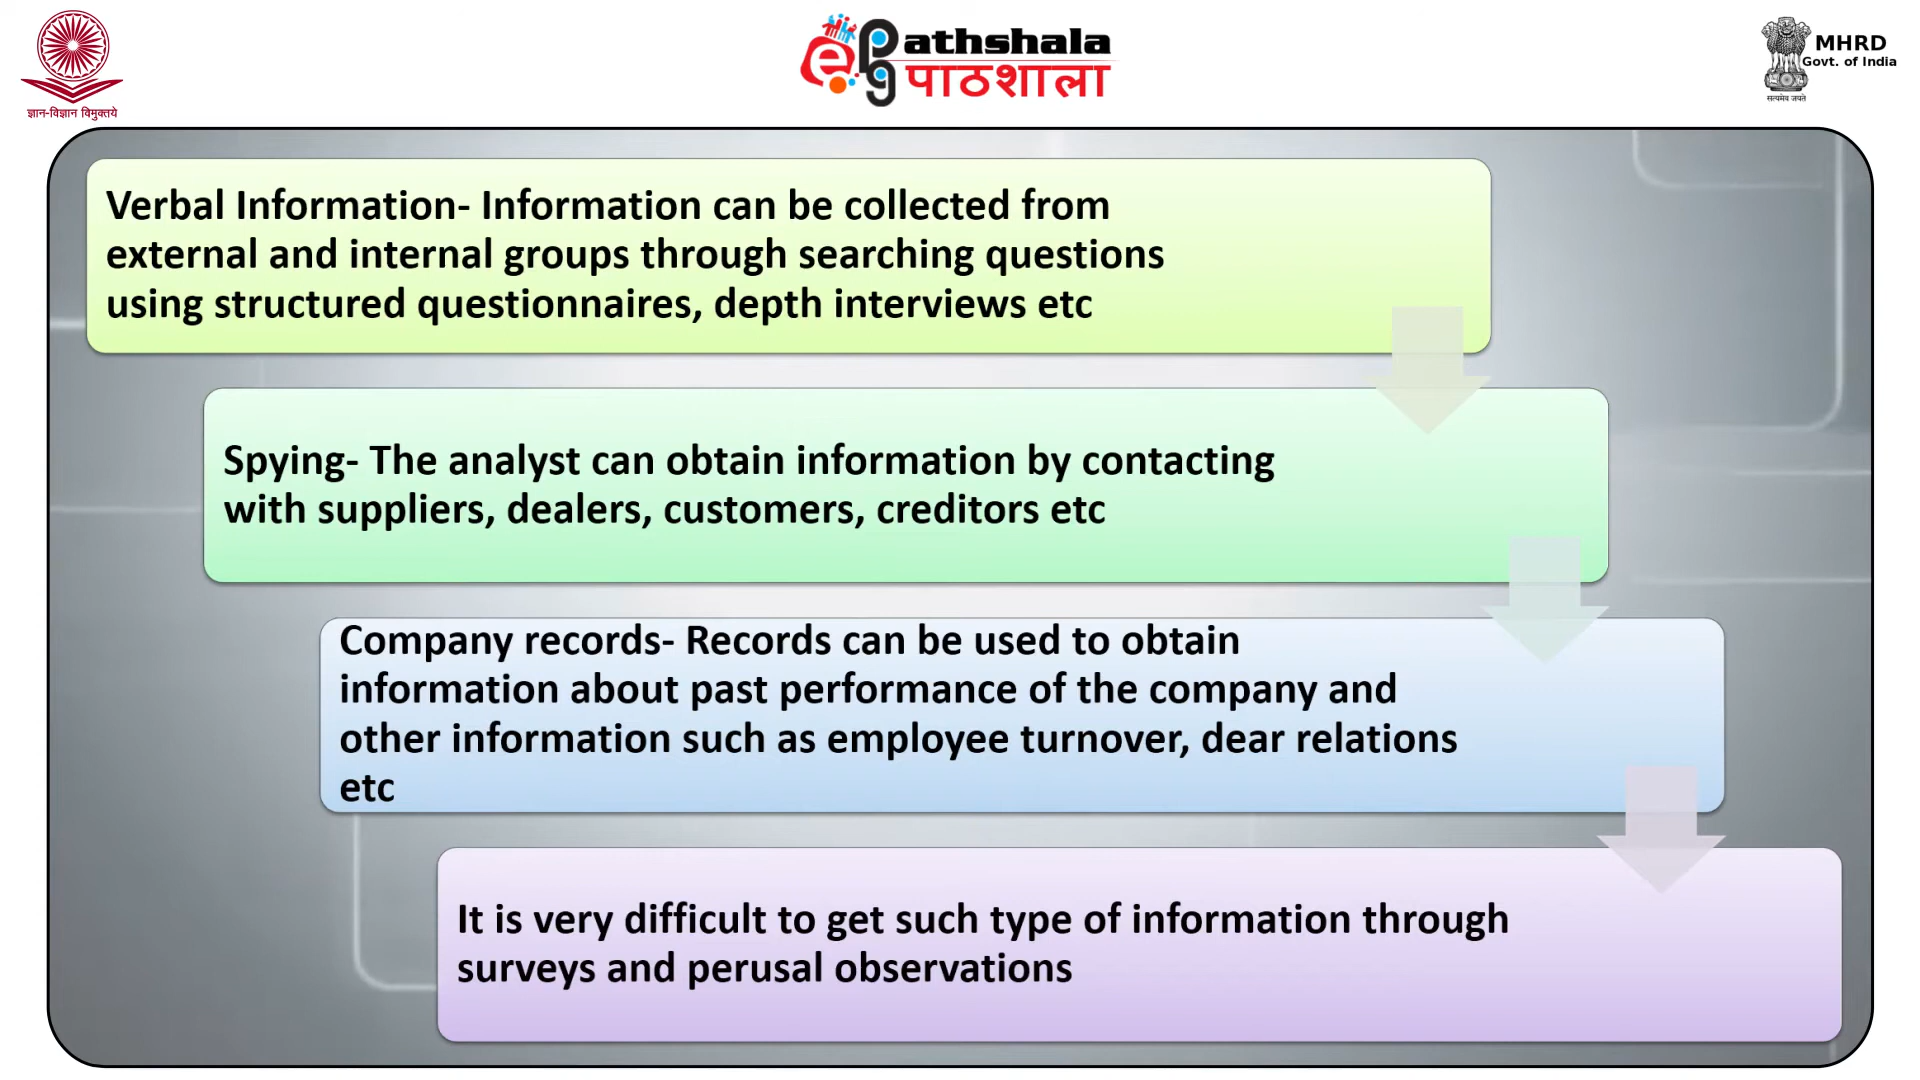 ज्ञान-विज्ञान विमुक्तये
e PG athshala
पाठशाला
MHRD
Govt. of India
सत्यमेव जयते
Verbal Information- Information can be collected from
external and internal groups through searching questions
using structured questionnaires, depth interviews etc
Spying- The analyst can obtain information by contacting
with suppliers, dealers, customers, creditors etc
Company records- Records can be used to obtain
information about past performance of the company and
other information such as employee turnover, dear relations
etc
It is very difficult to get such type of information through
surveys and perusal observations